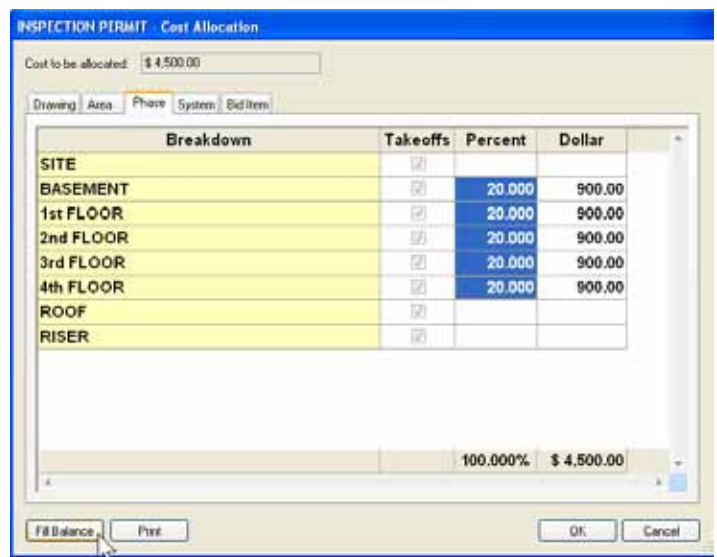 INSPECTION PERMIT - Cost Allocation
Cost to be allocated: $ 4,500.00
Drawing Area Phase System Bid Item
Breakdown Takeoffs Percent Dollar
SITE
BASEMENT 20.000 900.00
1st FLOOR 20.000 900.00
2nd FLOOR 20.000 900.00
3rd FLOOR 20.000 900.00
4th FLOOR 20.000 900.00
ROOF
RISER
100.000% $ 4,500.00
Fill Balance Print OK Cancel